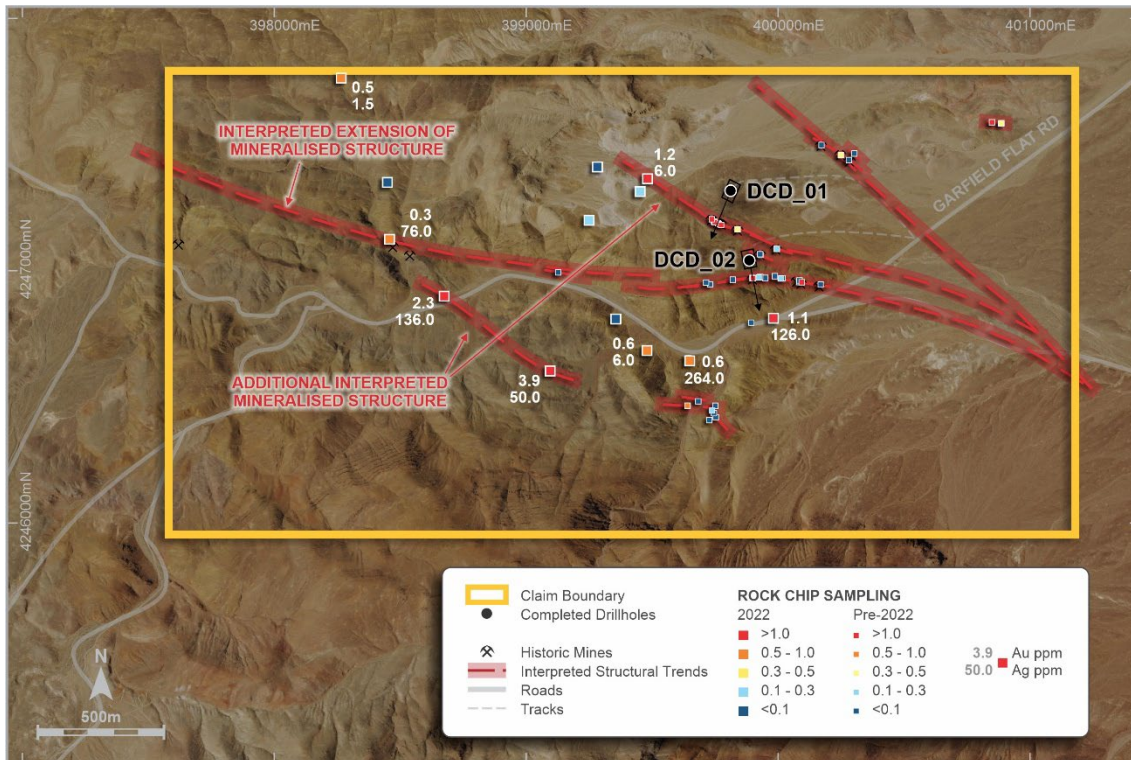 398000mE
399000mE
400000mE
401000mE
4247000mN
4246000mN
0.5
1.5
INTERPRETED EXTENSION OF
MINERALISED STRUCTURE
1.2
6.0
DCD_01
GARFIELD FLAT RD
0.3
76.0
DCD_02
2.3
136.0
1.1
126.0
0.6
6.0
0.6
264.0
3.9
50.0
ADDITIONAL INTERPRETED
MINERALISED STRUCTURE
N
500m
Claim Boundary
Completed Drillholes
Historic Mines
Interpreted Structural Trends
Roads
Tracks
ROCK CHIP SAMPLING
2022
>1.0
0.5 - 1.0
0.3 - 0.5
0.1 - 0.3
<0.1
Pre-2022
>1.0
0.5 - 1.0
0.3 - 0.5
0.1 - 0.3
<0.1
3.9 Au ppm
50.0 Ag ppm